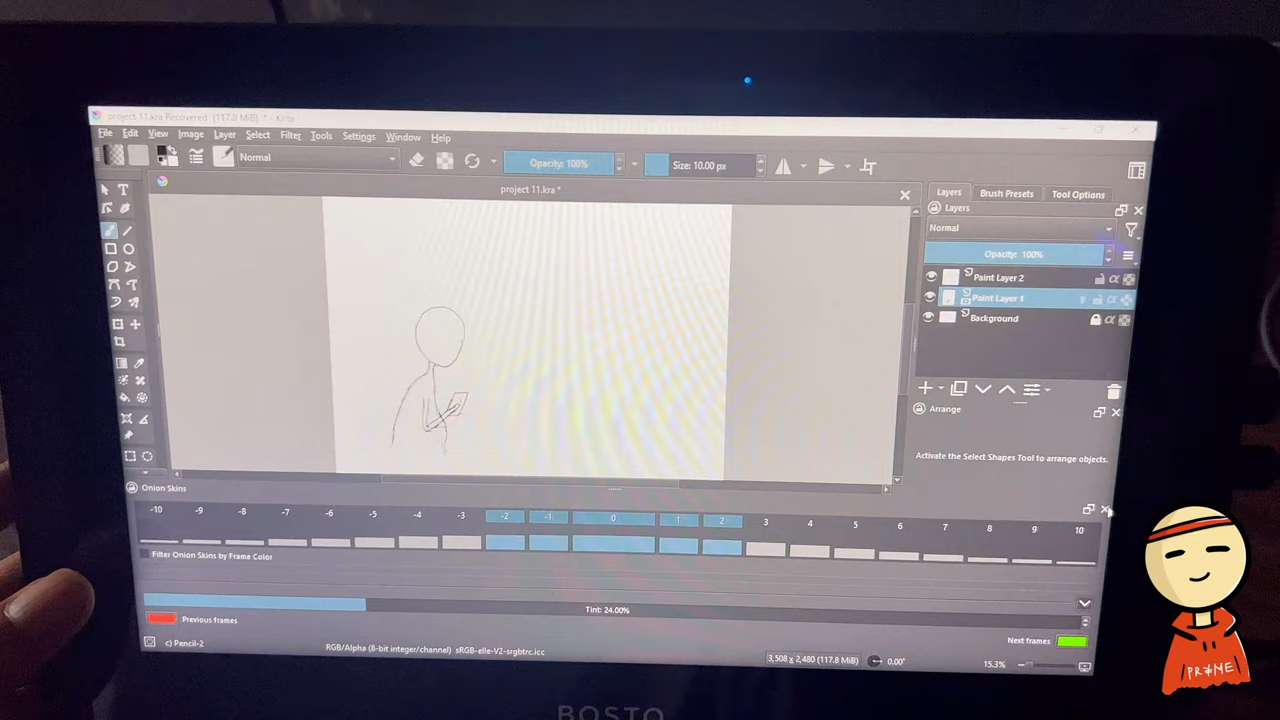 project 11.kra Recovered (117.8 MiB) * - Krita
File Edit View Image Layer Select Filter Tools Settings Window Help
Normal Opacity: 100% Size: 10.00 px
project 11.kra *
Layers Brush Presets Tool Options
Layers
Normal
Opacity: 100%
Paint Layer 2
Paint Layer 1
Background
Arrange
Activate the Select Shapes Tool to arrange objects.
Onion Skins
-10 -9 -8 -7 -6 -5 -4 -3 -2 -1 0 1 2 3 4 5 6 7 8 9 10
Filter Onion Skins by Frame Color
Tint: 24.00%
Previous frames
Next frames
c) Pencil-2
RGB/Alpha (8-bit integer/channel) sRGB-elle-V2-srgbtrc.icc
3,508 x 2,480 (117.8 MiB)
0.00°
15.3%
BOSTO
PR*ME